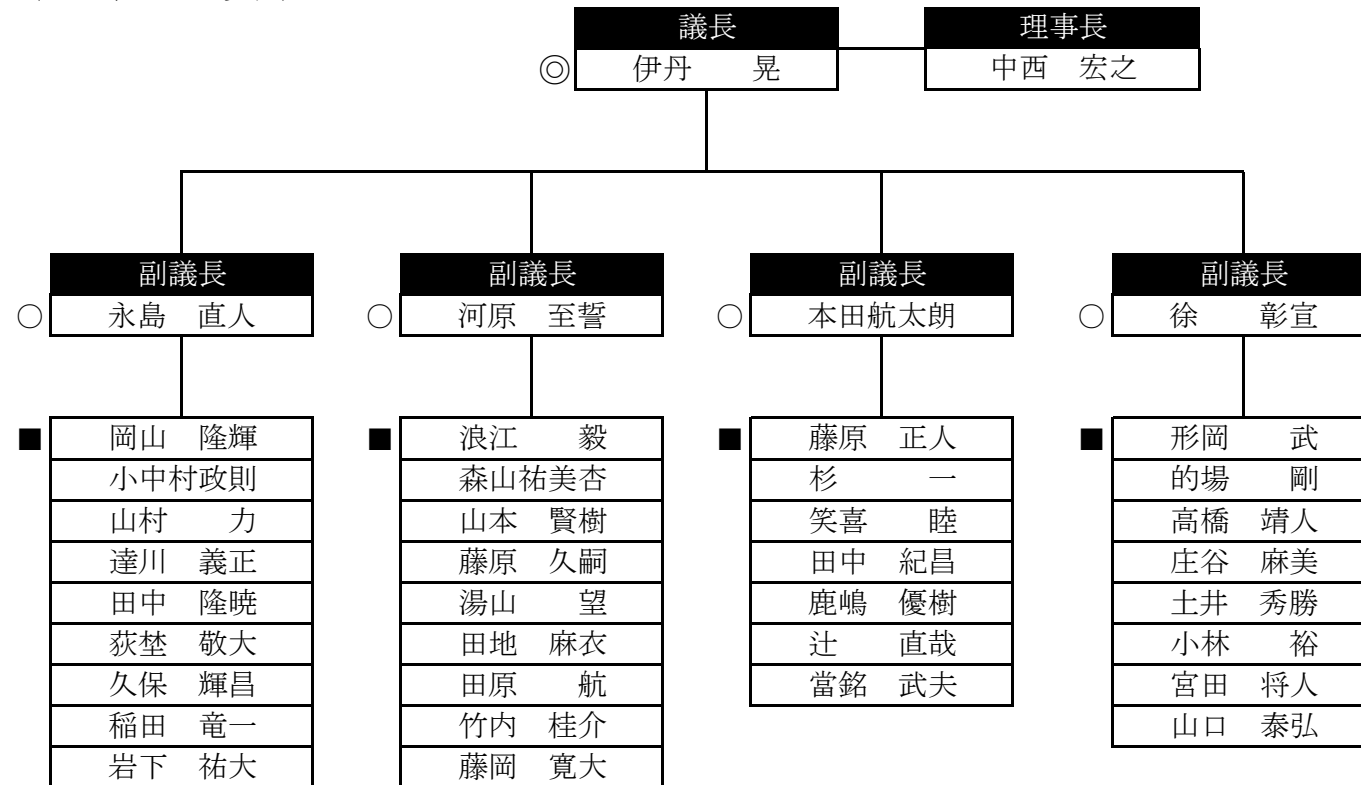 議長 理事長
◎ 伊丹　晃 中西　宏之
副議長 副議長 副議長 副議長
○ 永島　直人 ○ 河原　至誓 ○ 本田航太朗 ○ 徐　彰宣
■ 岡山　隆輝 ■ 浪江　毅 ■ 藤原　正人 ■ 形岡　武
小中村政則 森山祐美杏 杉　一 的場　剛
山村　力 山本　賢樹 笑喜　睦 高橋　靖人
達川　義正 藤原　久嗣 田中　紀昌 庄谷　麻美
田中　隆暁 湯山　望 鹿嶋　優樹 土井　秀勝
荻埜　敬大 田地　麻衣 辻　直哉 小林　裕
久保　輝昌 田原　航 當銘　武夫 宮田　将人
稲田　竜一 竹内　桂介 山口　泰弘
岩下　祐大 藤岡　寛大